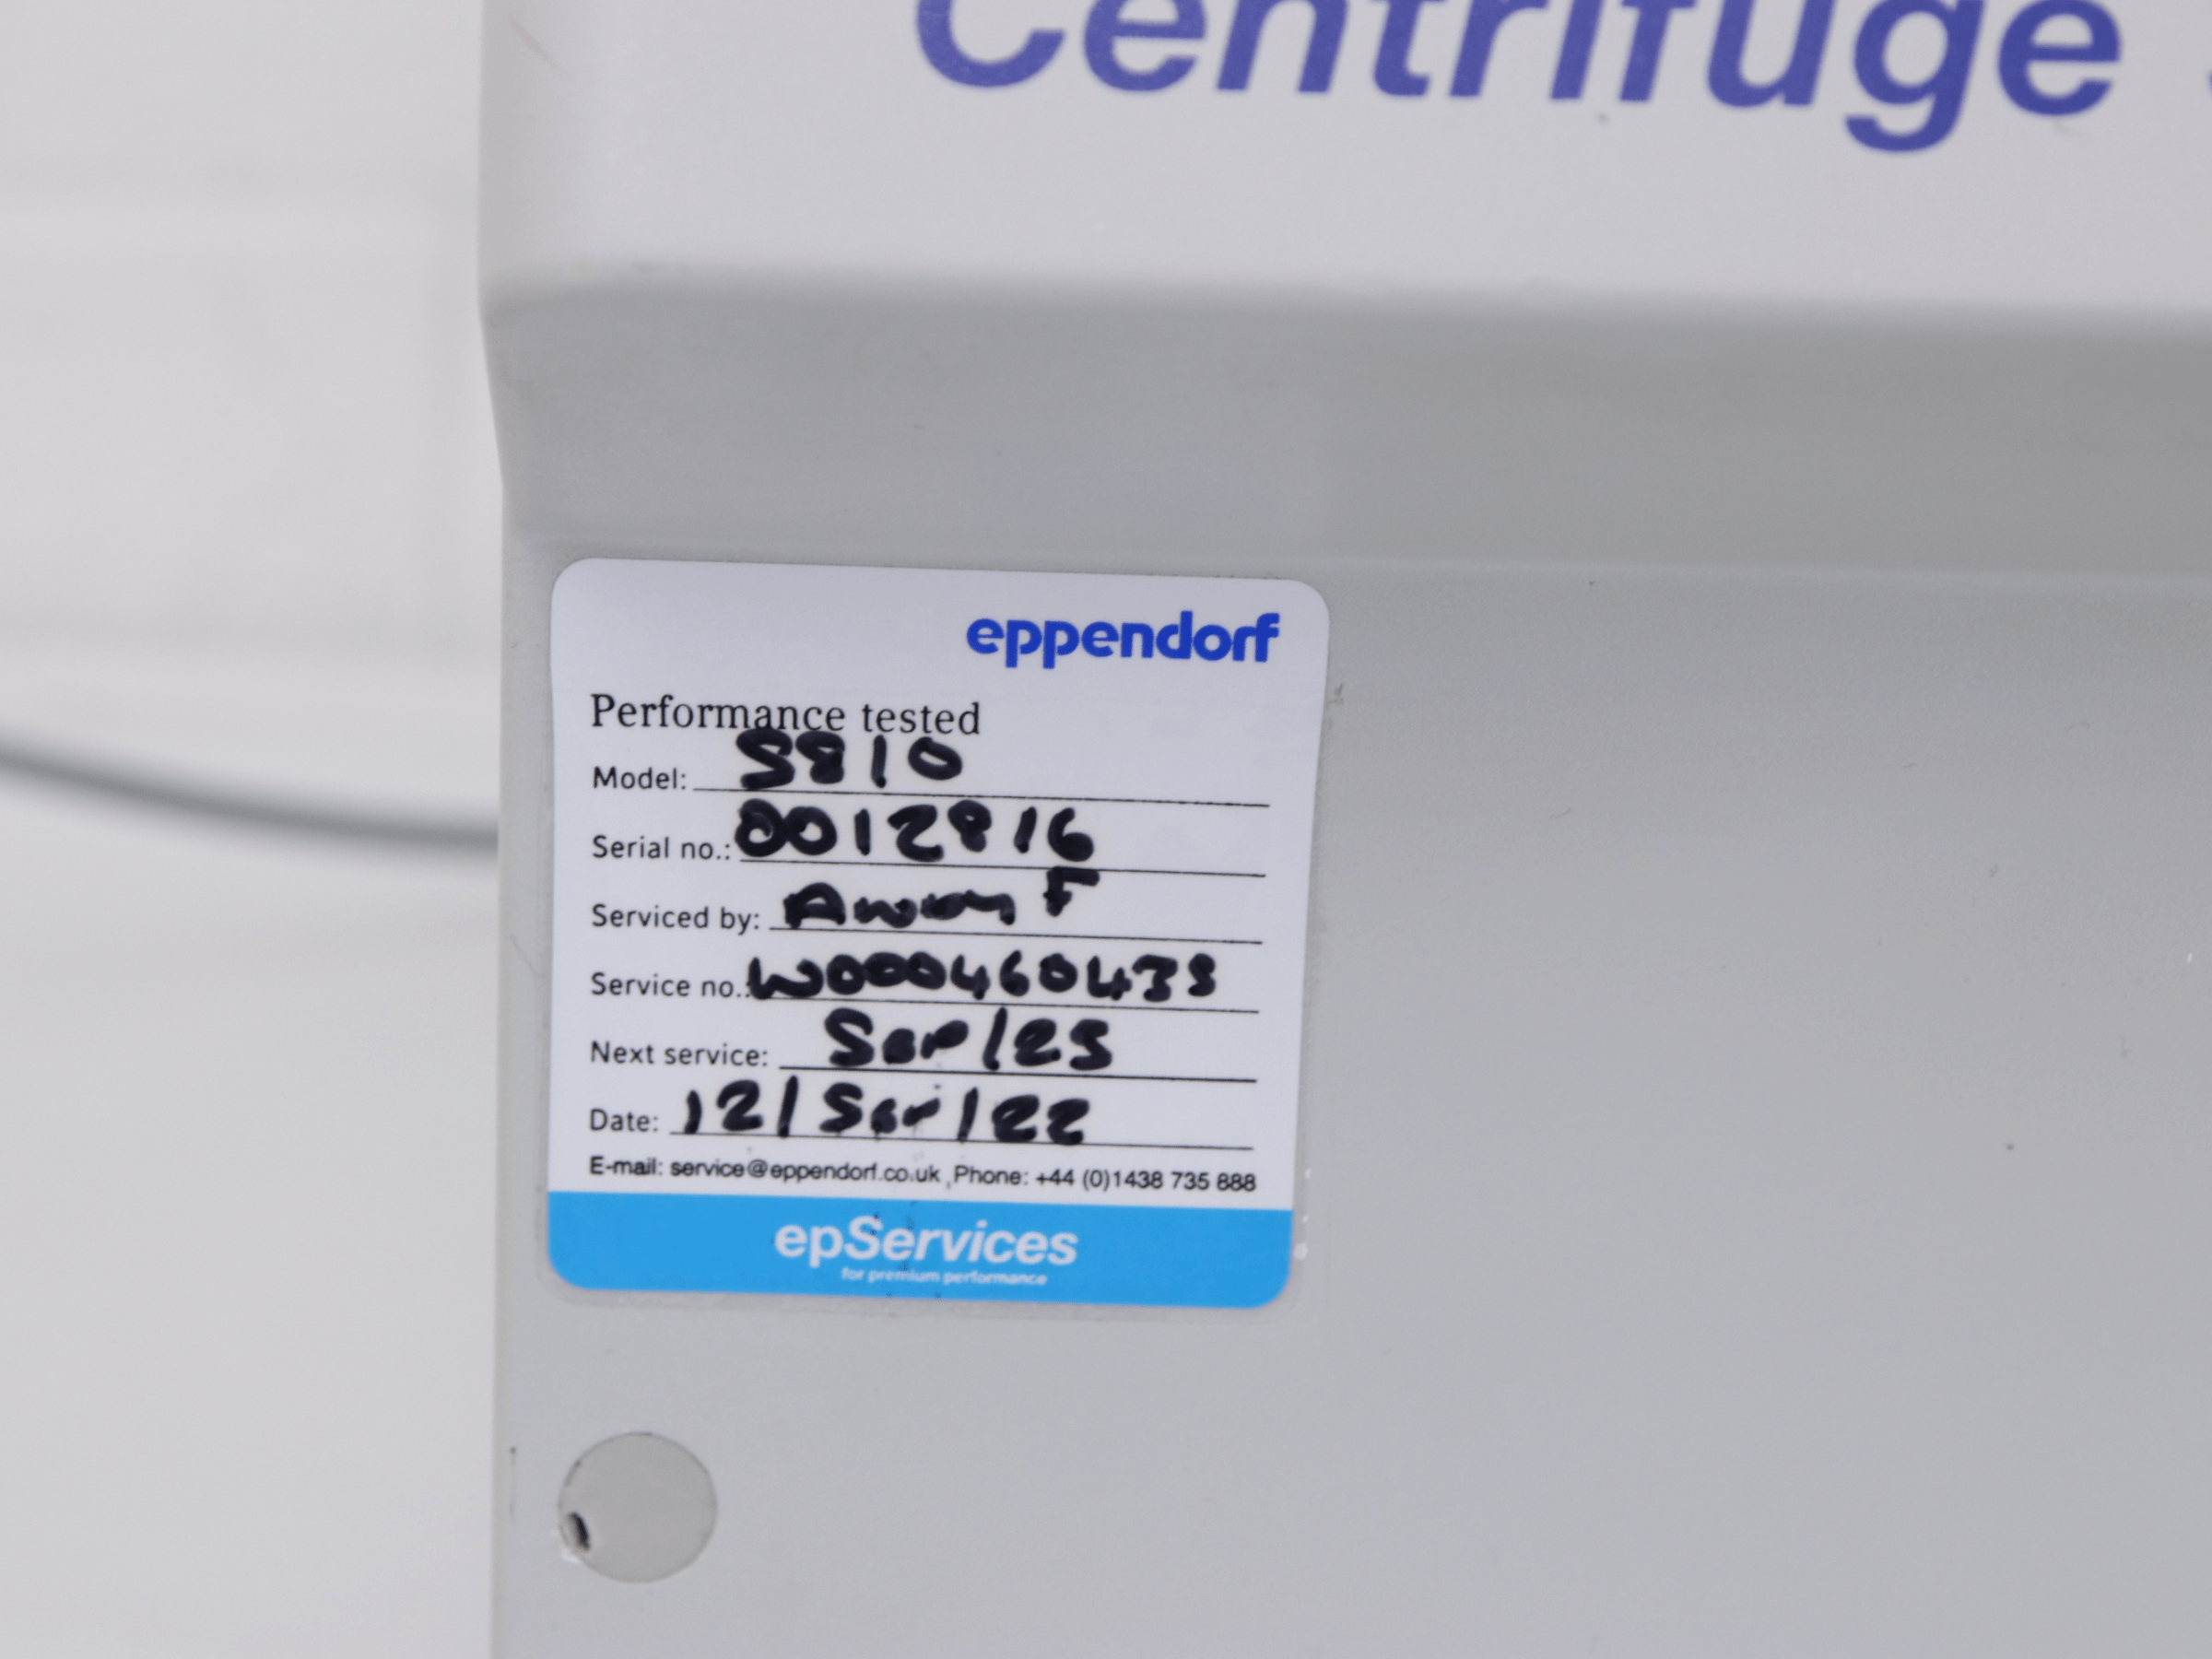 Centrifuge
eppendorf
Performance tested
Model: 5810
Serial no.: 0012816
Serviced by: F
Service no.: W000460438
Next service: Sep/23
Date: 12/Sep/22
E-mail: service@eppendorf.co.uk , Phone: +44 (0)1438 735 888
epServices
for premium performance